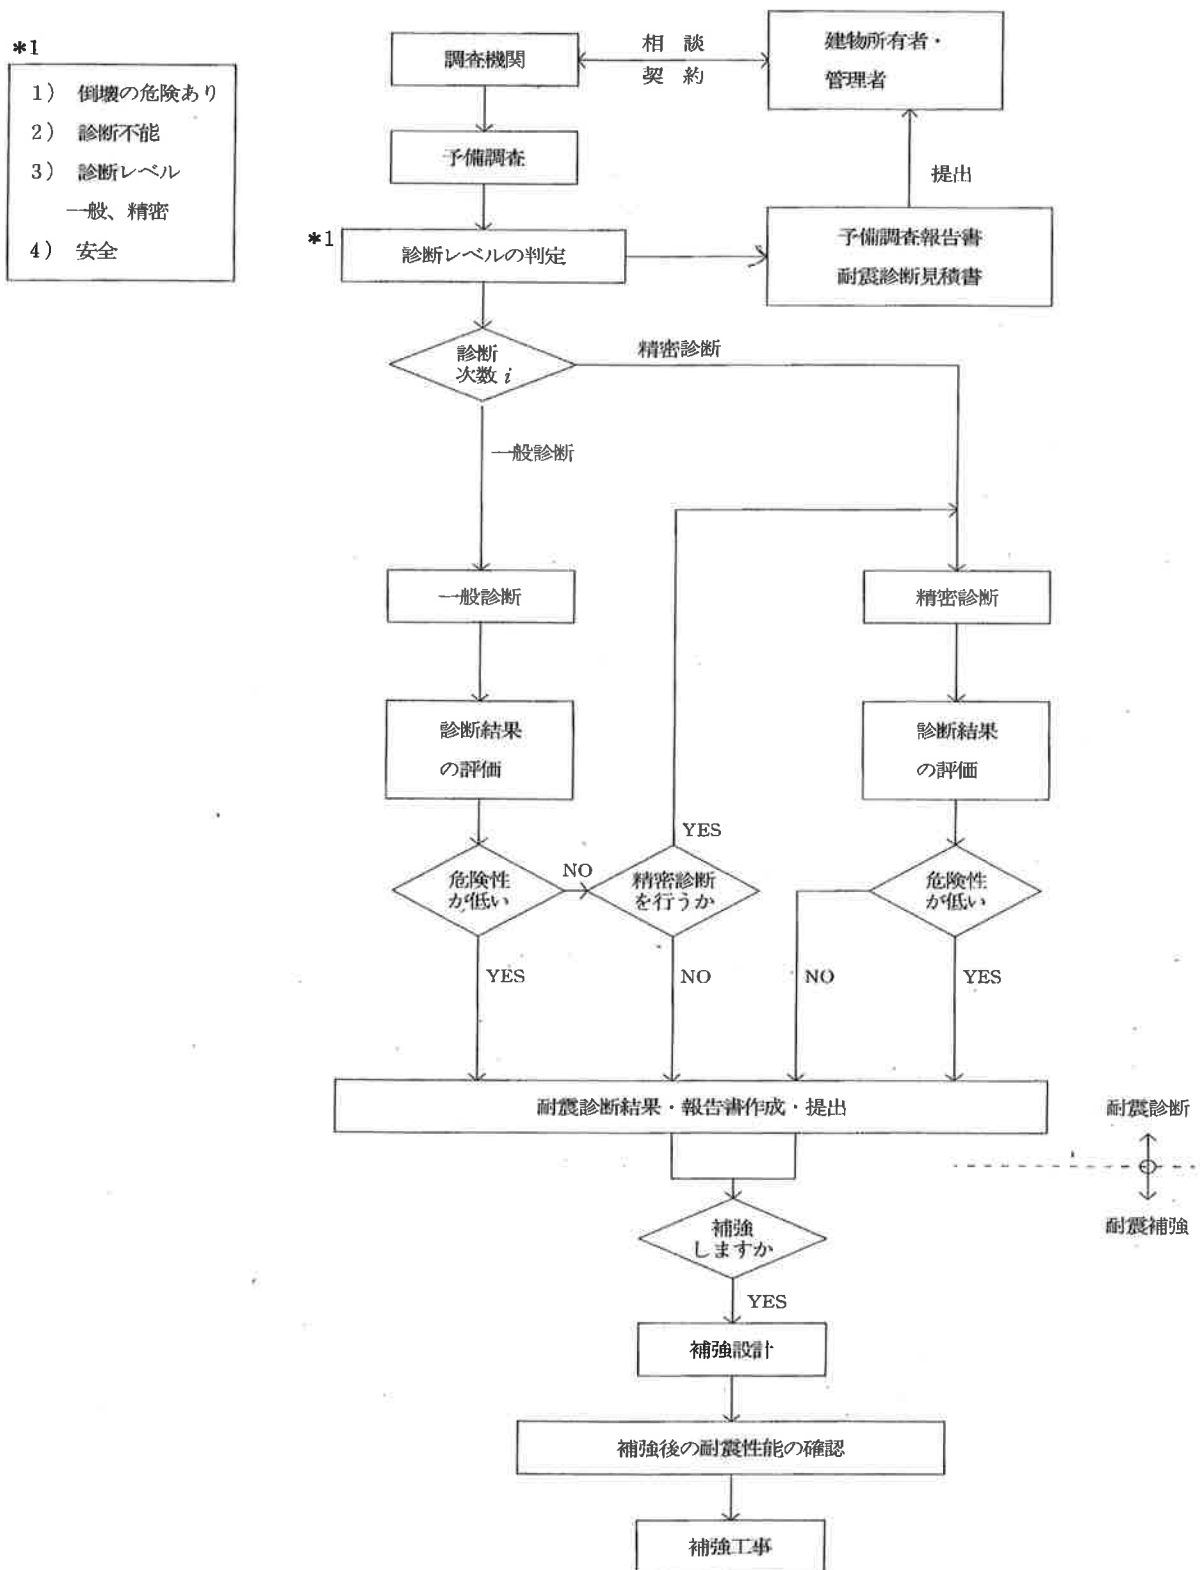 *1
1) 倒壊の危険あり
2) 診断不能
3) 診断レベル
一般、精密
4) 安全
調査機関
相 談
契 約
建物所有者・
管理者
予備調査
提出
*1
診断レベルの判定
予備調査報告書
耐震診断見積書
診断
次数 i
精密診断
一般診断
一般診断
精密診断
診断結果
の評価
診断結果
の評価
YES
危険性
が低い
NO
精密診断
を行うか
危険性
が低い
YES
NO
NO
YES
耐震診断結果・報告書作成・提出
耐震診断
耐震補強
補強
しますか
YES
補強設計
補強後の耐震性能の確認
補強工事